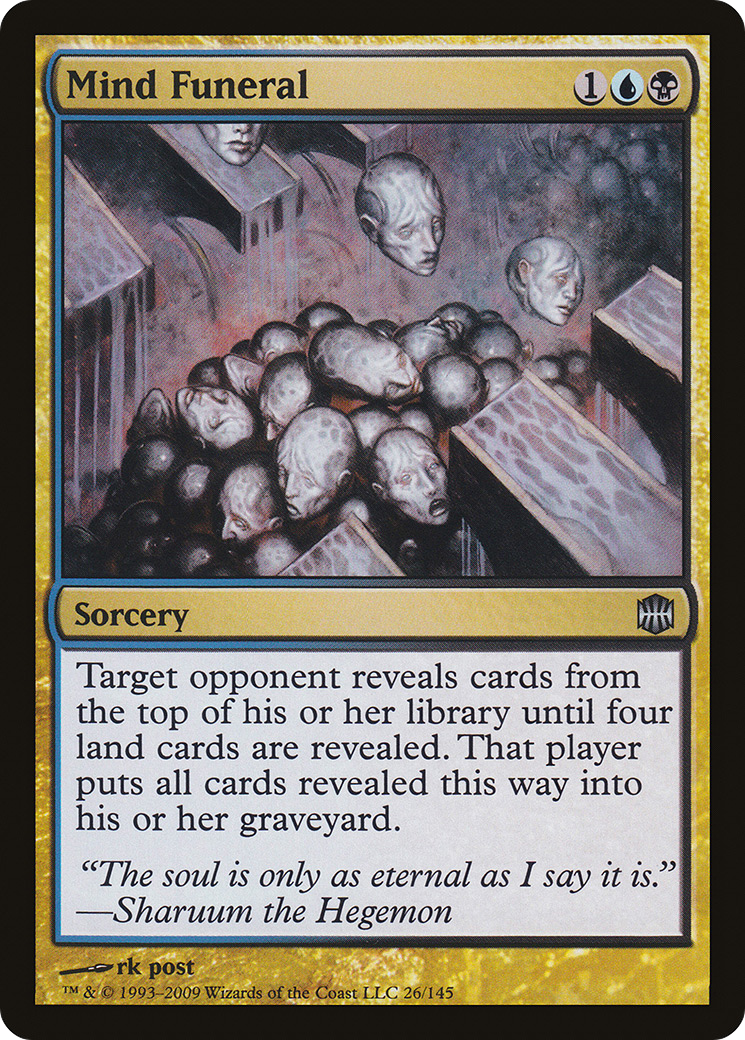 Mind Funeral
1
Sorcery
Target opponent reveals cards from
the top of his or her library until four
land cards are revealed. That player
puts all cards revealed this way into
his or her graveyard.
“The soul is only as eternal as I say it is.”
—Sharuum the Hegemon
rk post
™ & © 1993–2009 Wizards of the Coast LLC 26/145